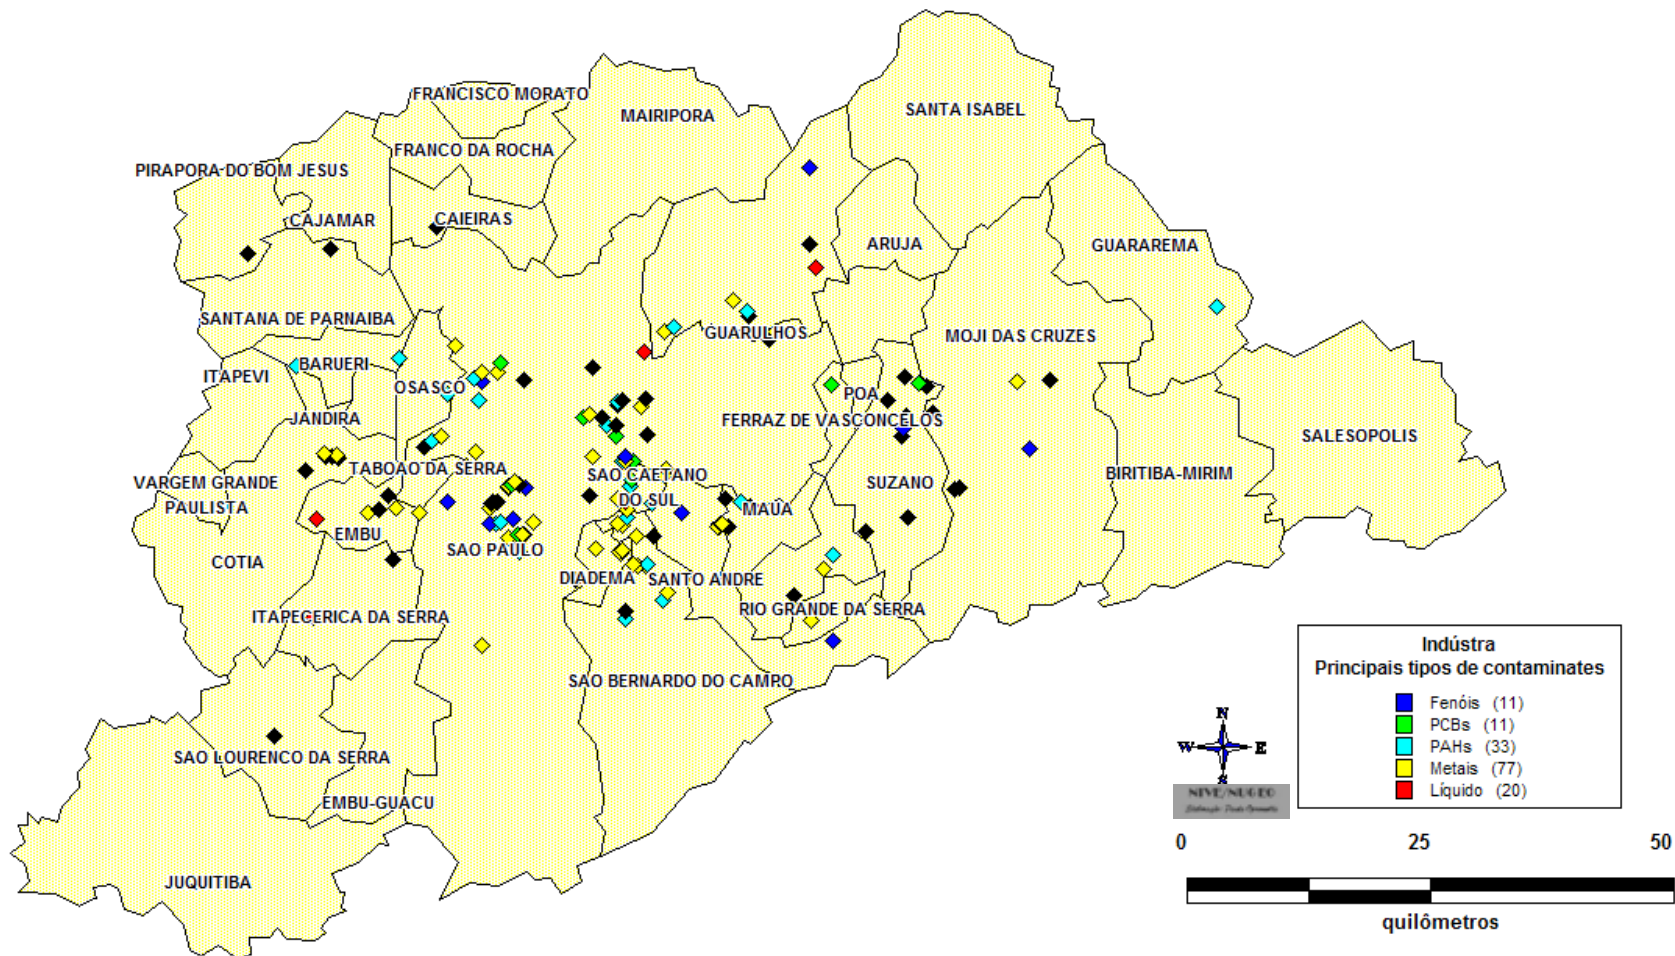 FRANCISCO MORATO
MAIRIPORA
SANTA ISABEL
FRANCO DA ROCHA
PIRAPORA DO BOM JESUS
CAJAMAR
CAIEIRAS
ARUJA
GUARAREMA
SANTANA DE PARNAIBA
GUARULHOS
MOJI DAS CRUZES
BARUERI
ITAPEVI
OSASCO
POA
JANDIRA
FERRAZ DE VASCONCELOS
SALESOPOLIS
TABOAO DA SERRA
SAO CAETANO
DO SUL
BIRITIBA-MIRIM
VARGEM GRANDE
PAULISTA
SUZANO
MAUA
EMBU
SAO PAULO
COTIA
DIADEMA
SANTO ANDRE
RIO GRANDE DA SERRA
ITAPECERICA DA SERRA
SAO BERNARDO DO CAMPO
SAO LOURENCO DA SERRA
EMBU-GUACU
JUQUITIBA
Indústra
Principais tipos de contaminates
Fenóis (11)
PCBs (11)
PAHs (33)
Metais (77)
Líquido (20)
N
W E
S
NIVE/NUGEO
0 25 50
quilômetros